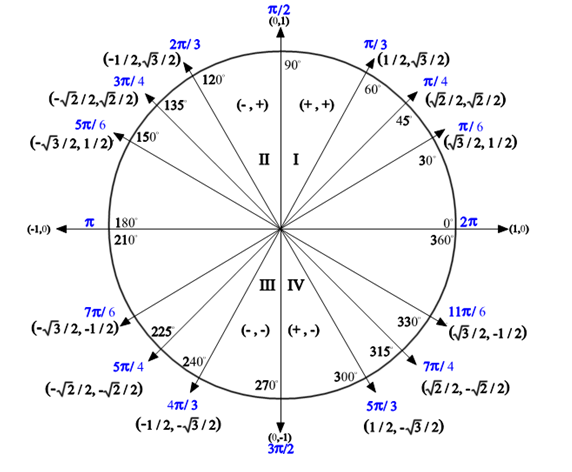 π/2
(0,1)
2π/3
π/3
(-1/2,√3/2)
(1/2,√3/2)
90°
120°
60°
3π/4
π/4
(-√2/2,√2/2)
(√2/2,√2/2)
135°
(-,+)
(+,+)
45°
5π/6
π/6
(-√3/2,1/2)
(√3/2,1/2)
150°
30°
II
I
(-1,0)
π
180°
0°
2π
(1,0)
210°
360°
III
IV
7π/6
11π/6
(-√3/2,-1/2)
(√3/2,-1/2)
225°
(-,-)
(+,-)
330°
315°
5π/4
7π/4
(-√2/2,-√2/2)
(√2/2,-√2/2)
240°
270°
300°
4π/3
5π/3
(-1/2,-√3/2)
(1/2,-√3/2)
(0,-1)
3π/2